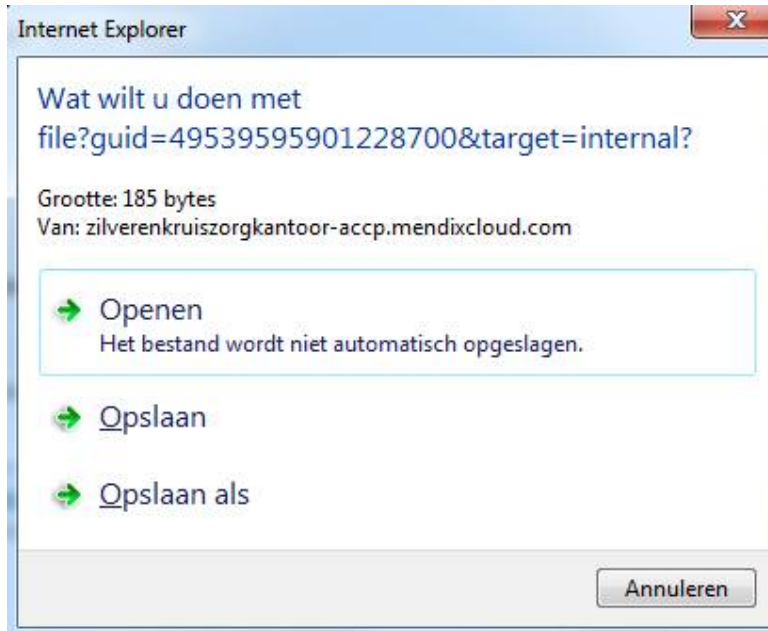 Internet Explorer
Wat wilt u doen met
file?guid=49539595901228700&target=internal?
Grootte: 185 bytes
Van: zilverenkruiszorgkantoor-accp.mendixcloud.com
Openen
Het bestand wordt niet automatisch opgeslagen.
Opslaan
Opslaan als
Annuleren